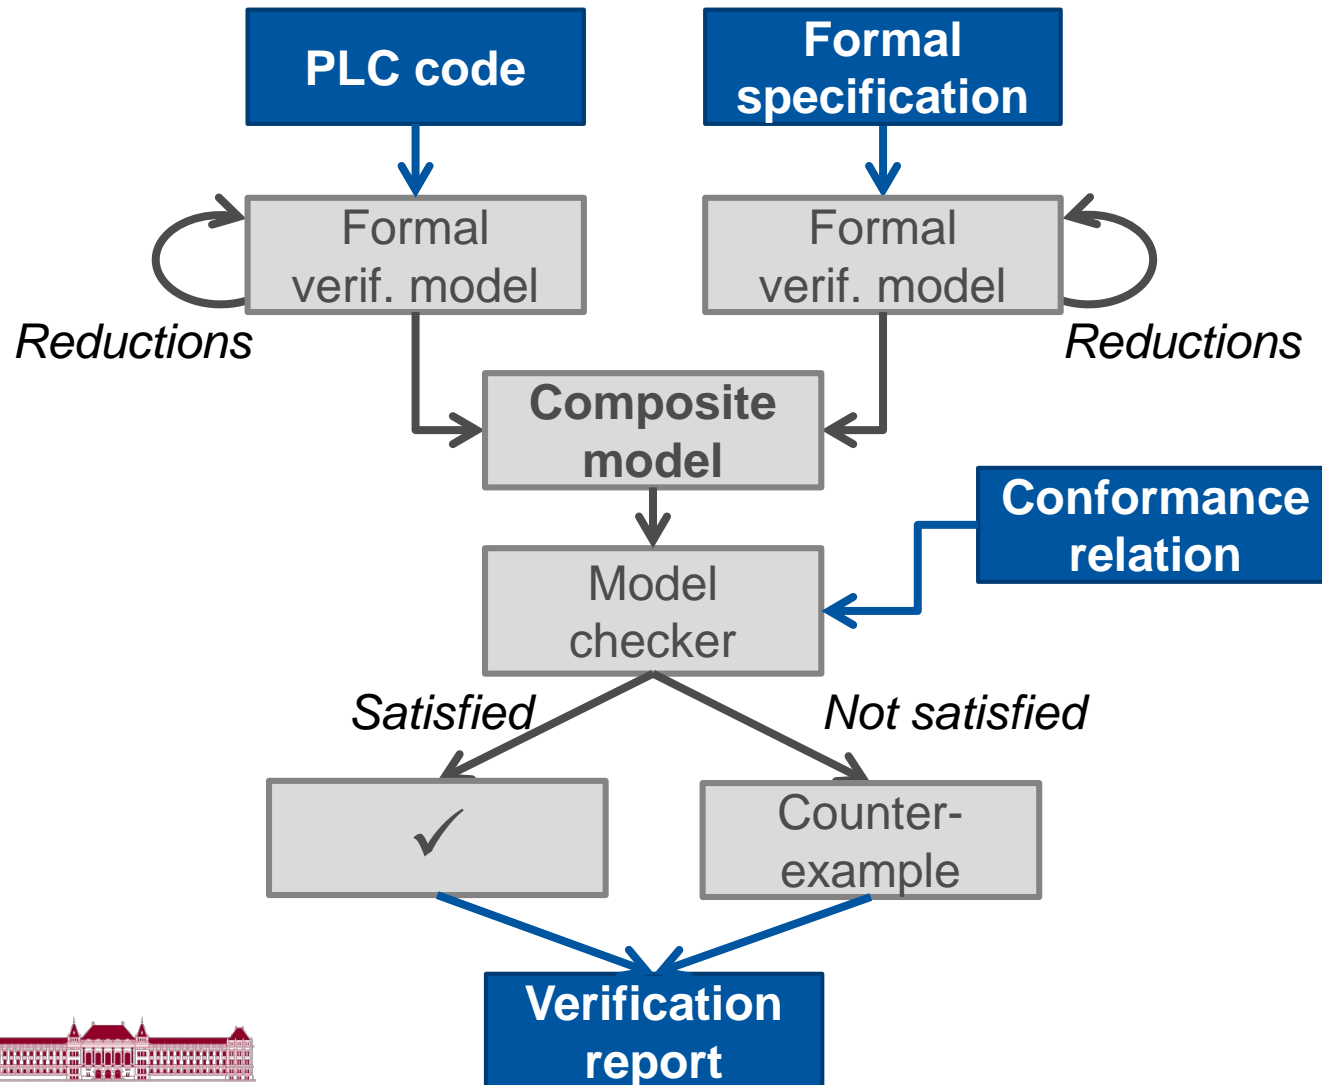 PLC code
Formal
specification
Formal
verif. model
Formal
verif. model
Reductions
Reductions
Composite
model
Conformance
relation
Model
checker
Satisfied
Not satisfied
✓
Counter-
example
Verification
report